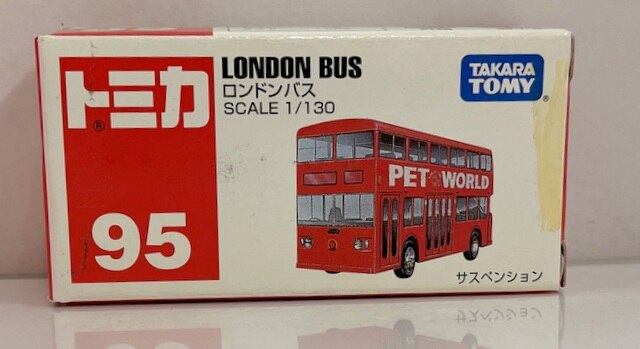 トミカ
®
95
LONDON BUS
ロンドンバス
SCALE 1/130
TAKARA
TOMY®
PET WORLD
サスペンション